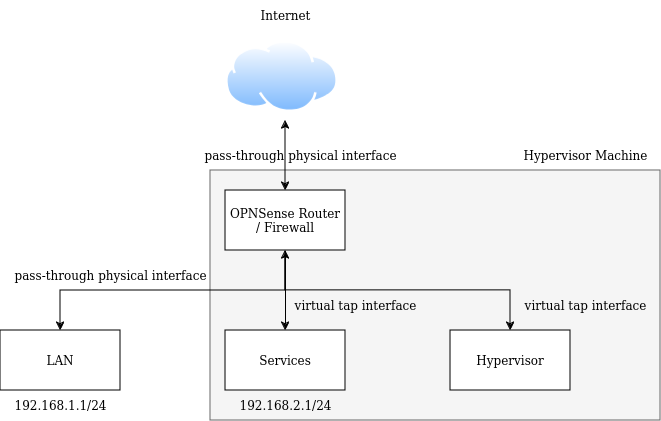 Internet
pass-through physical interface
Hypervisor Machine
OPNSense Router
/ Firewall
pass-through physical interface
virtual tap interface
virtual tap interface
LAN
Services
Hypervisor
192.168.1.1/24
192.168.2.1/24